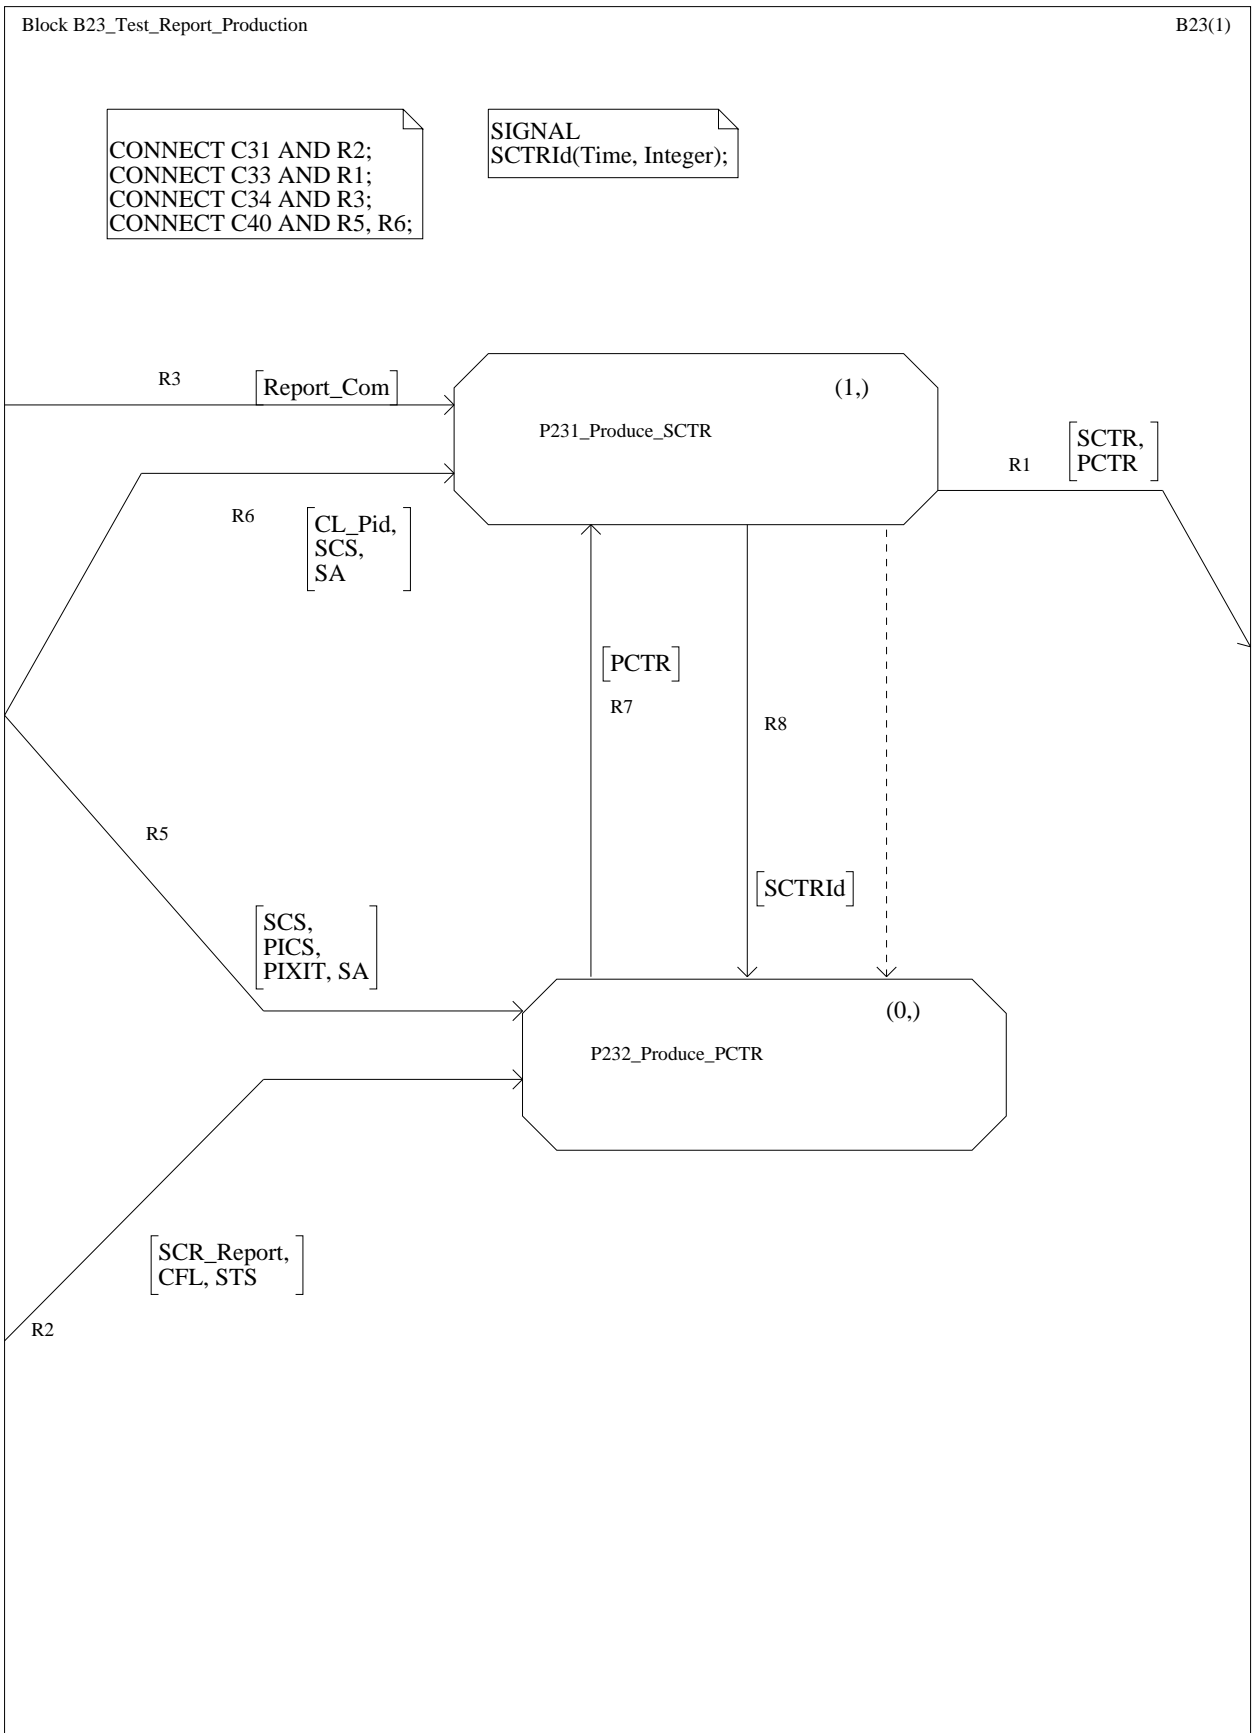 Block B23_Test_Report_Production
B23(1)
CONNECT C31 AND R2;
CONNECT C33 AND R1;
CONNECT C34 AND R3;
CONNECT C40 AND R5, R6;
SIGNAL
SCTRId(Time, Integer);
R3
[Report_Com]
(1,)
P231_Produce_SCTR
R1
[SCTR,
PCTR]
R6
[CL_Pid,
SCS,
SA]
[PCTR]
R7
R8
R5
[SCTRId]
[SCS,
PICS,
PIXIT, SA]
(0,)
P232_Produce_PCTR
[SCR_Report,
CFL, STS]
R2